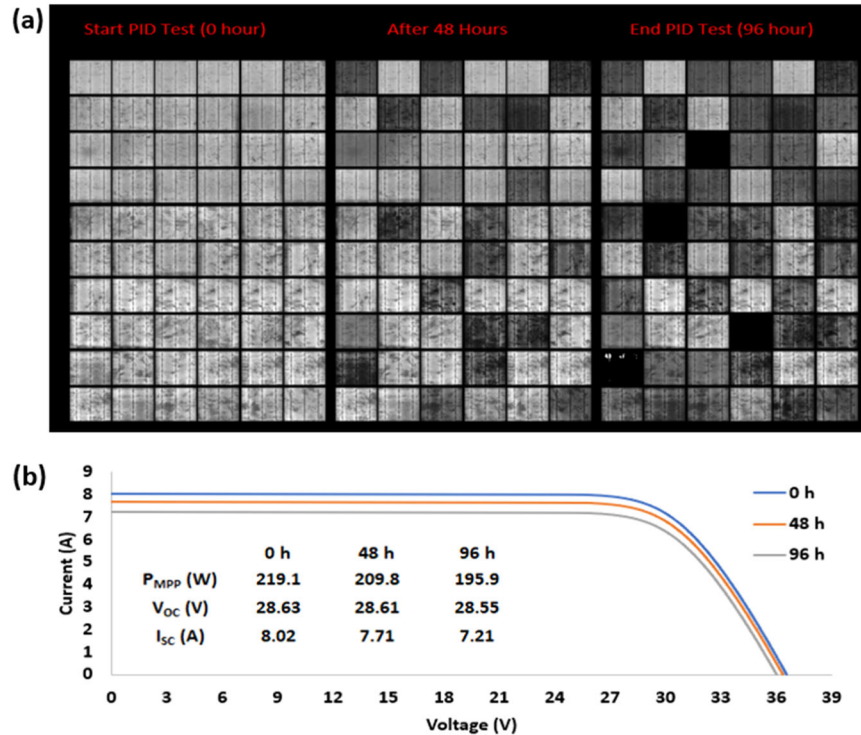 (a)
Start PID Test (0 hour) After 48 Hours End PID Test (96 hour)
(b)
9
8
7
6
5
4
3
2
1
0
Current (A)
0 h 48 h 96 h
PMPP (W) 219.1 209.8 195.9
VOC (V) 28.63 28.61 28.55
ISC (A) 8.02 7.71 7.21
0 h
48 h
96 h
0 3 6 9 12 15 18 21 24 27 30 33 36 39
Voltage (V)